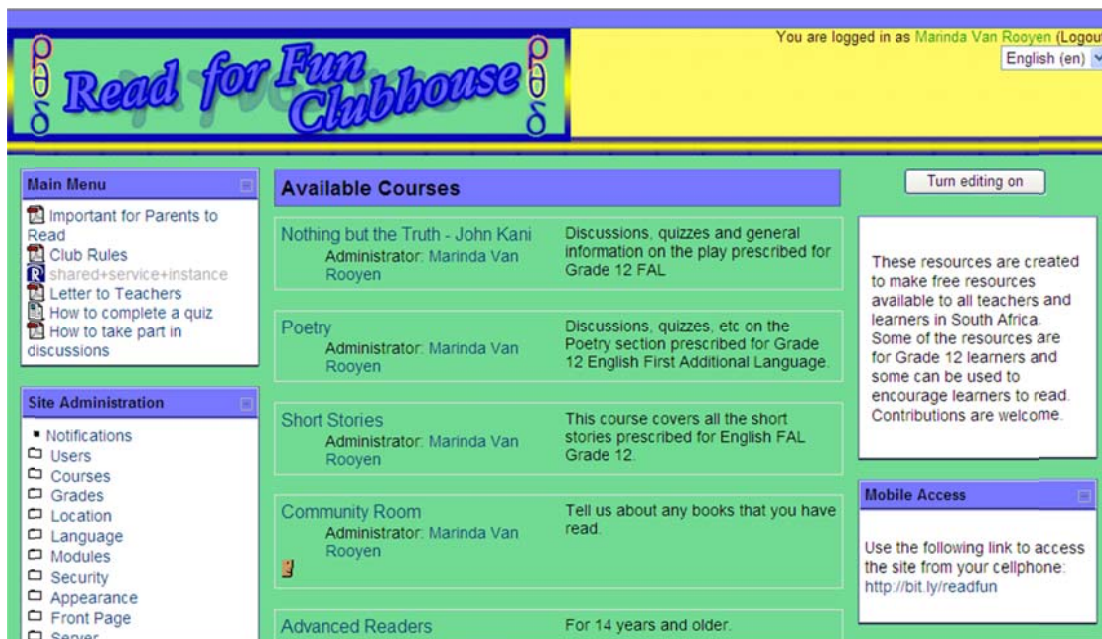 You are logged in as Marinda Van Rooyen (Logout
English (en)
Read for Fun
Clubhouse
Main Menu
Important for Parents to
Read
Club Rules
shared+service+instance
Letter to Teachers
How to complete a quiz
How to take part in
discussions
Site Administration
Notifications
Users
Courses
Grades
Location
Language
Modules
Security
Appearance
Front Page
Server
Available Courses
Nothing but the Truth - John Kani
Administrator: Marinda Van
Rooyen
Discussions, quizzes and general
information on the play prescribed for
Grade 12 FAL
Poetry
Administrator: Marinda Van
Rooyen
Discussions, quizzes, etc on the
Poetry section prescribed for Grade
12 English First Additional Language.
Short Stories
Administrator: Marinda Van
Rooyen
This course covers all the short
stories prescribed for English FAL
Grade 12.
Community Room
Administrator: Marinda Van
Rooyen
Tell us about any books that you have
read.
Advanced Readers
For 14 years and older.
Turn editing on
These resources are created
to make free resources
available to all teachers and
learners in South Africa.
Some of the resources are
for Grade 12 learners and
some can be used to
encourage learners to read.
Contributions are welcome.
Mobile Access
Use the following link to access
the site from your cellphone:
http://bit.ly/readfun